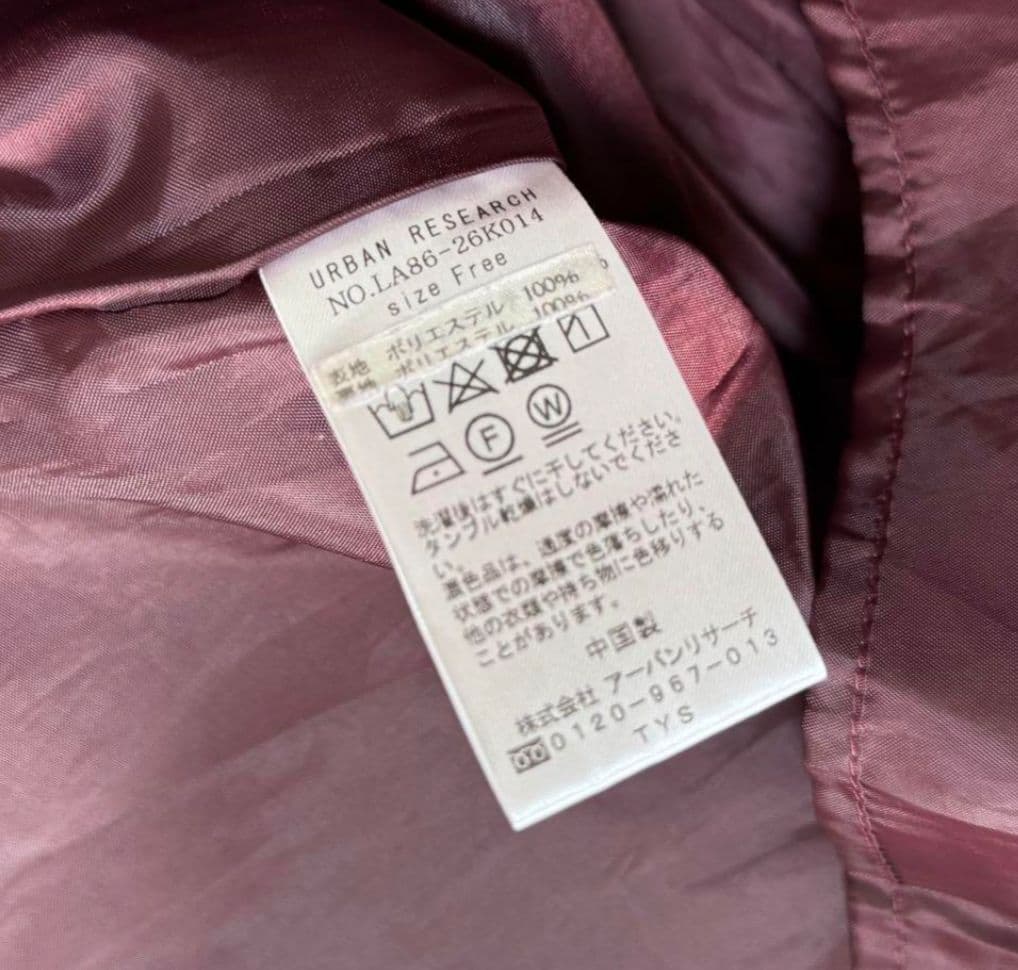 URBAN RESEARCH
NO.LA86-26K014
size Free
表地 ポリエステル 100%
ポリエステル 100%
F
W
洗濯後はすぐに干してください。
タンブル乾燥はしないでくださ
い。
濃色品は、過度の摩擦や濡れた
状態での摩擦で色落ちしたり、
他の衣類や持ち物に色移りする
ことがあります。
中国製
株式会社 アーバンリサーチ
0120-967-013
TYS